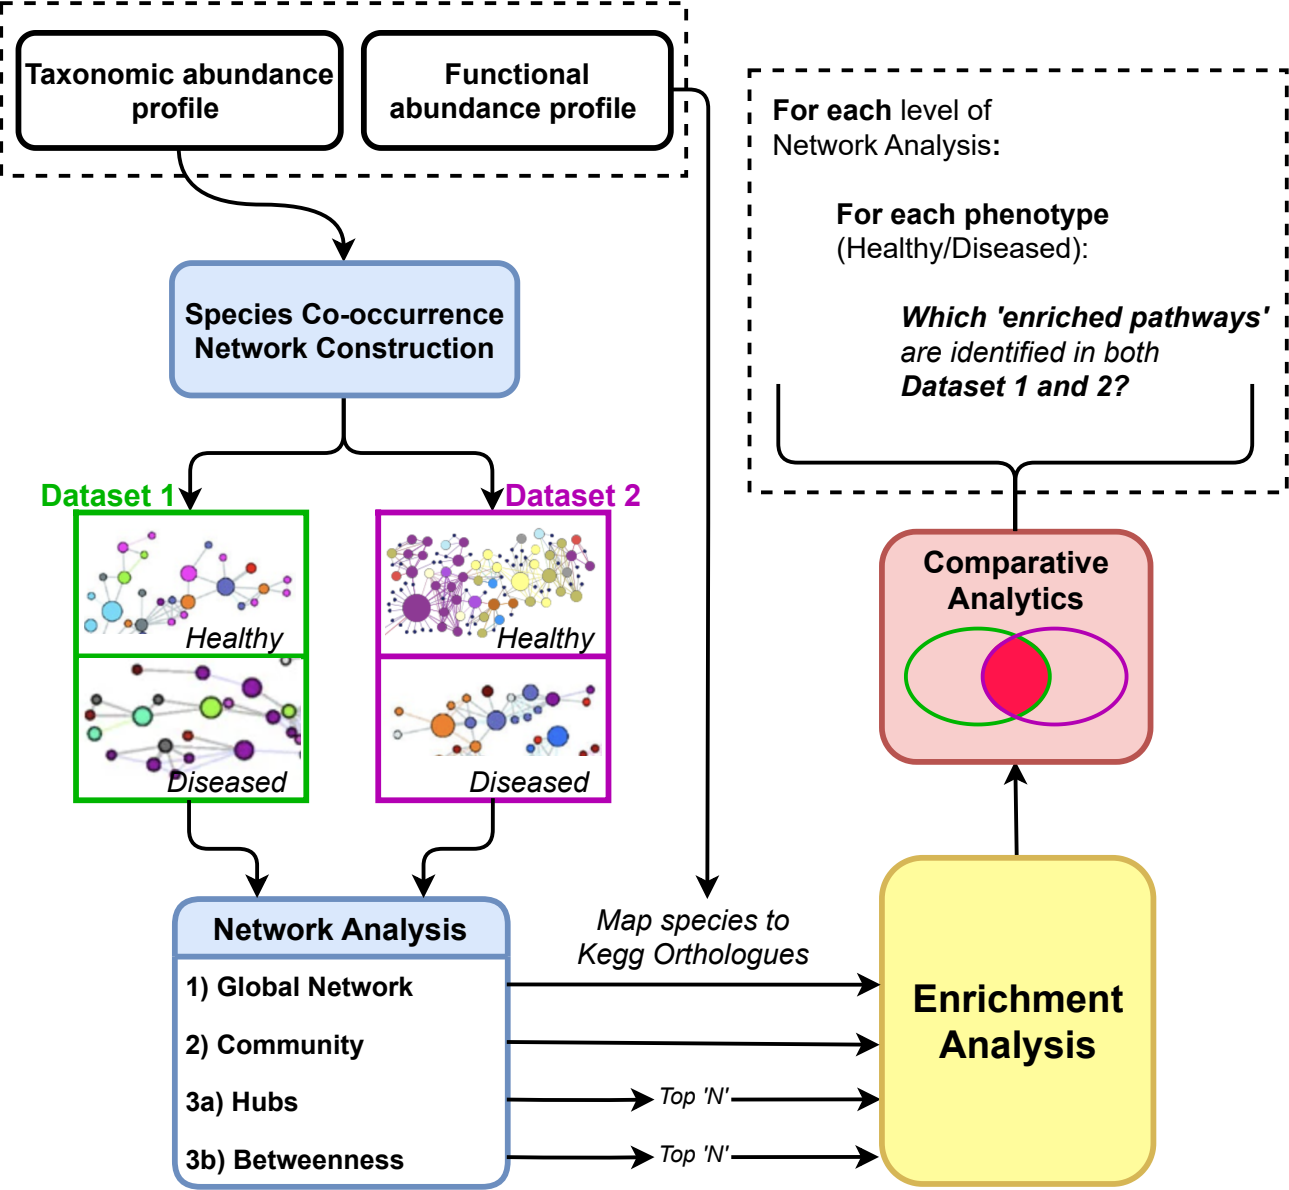 Taxonomic abundance
profile
Functional
abundance profile
For each level of
Network Analysis:
For each phenotype
(Healthy/Diseased):
Which 'enriched pathways'
are identified in both
Dataset 1 and 2?
Species Co-occurrence
Network Construction
Dataset 1
Dataset 2
Healthy
Healthy
Diseased
Diseased
Comparative
Analytics
Network Analysis
1) Global Network
2) Community
3a) Hubs
3b) Betweenness
Map species to
Kegg Orthologues
Top 'N'
Top 'N'
Enrichment
Analysis